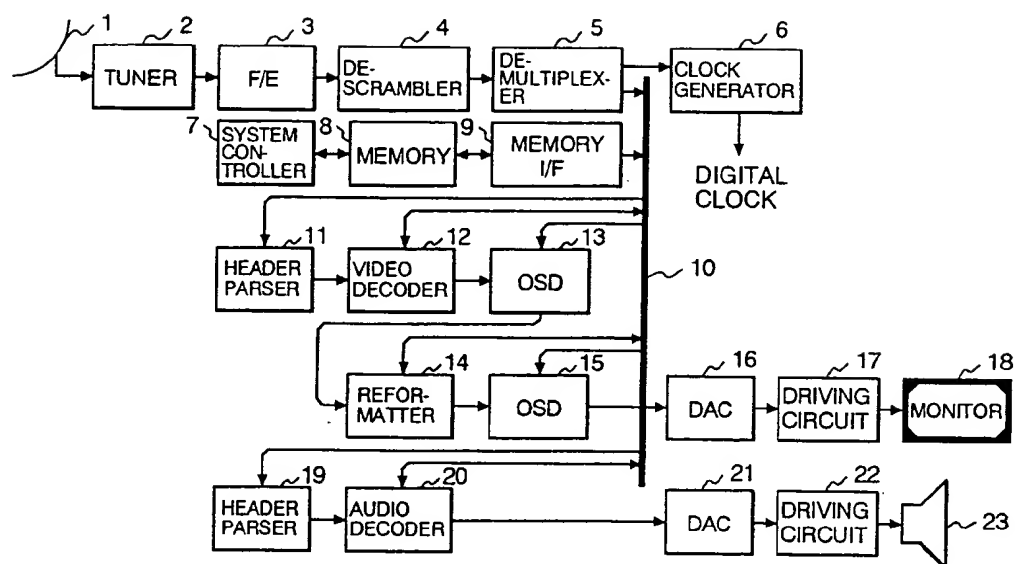 1
2
3
4
5
6
TUNER
F/E
DE-
SCRAMBLER
DE-
MULTIPLEX-
ER
CLOCK
GENERATOR
7
8
9
SYSTEM
CON-
TROLLER
MEMORY
MEMORY
I/F
DIGITAL
CLOCK
11
12
13
10
HEADER
PARSER
VIDEO
DECODER
OSD
14
15
16
17
18
REFOR-
MATTER
OSD
DAC
DRIVING
CIRCUIT
MONITOR
19
20
21
22
HEADER
PARSER
AUDIO
DECODER
DAC
DRIVING
CIRCUIT
23